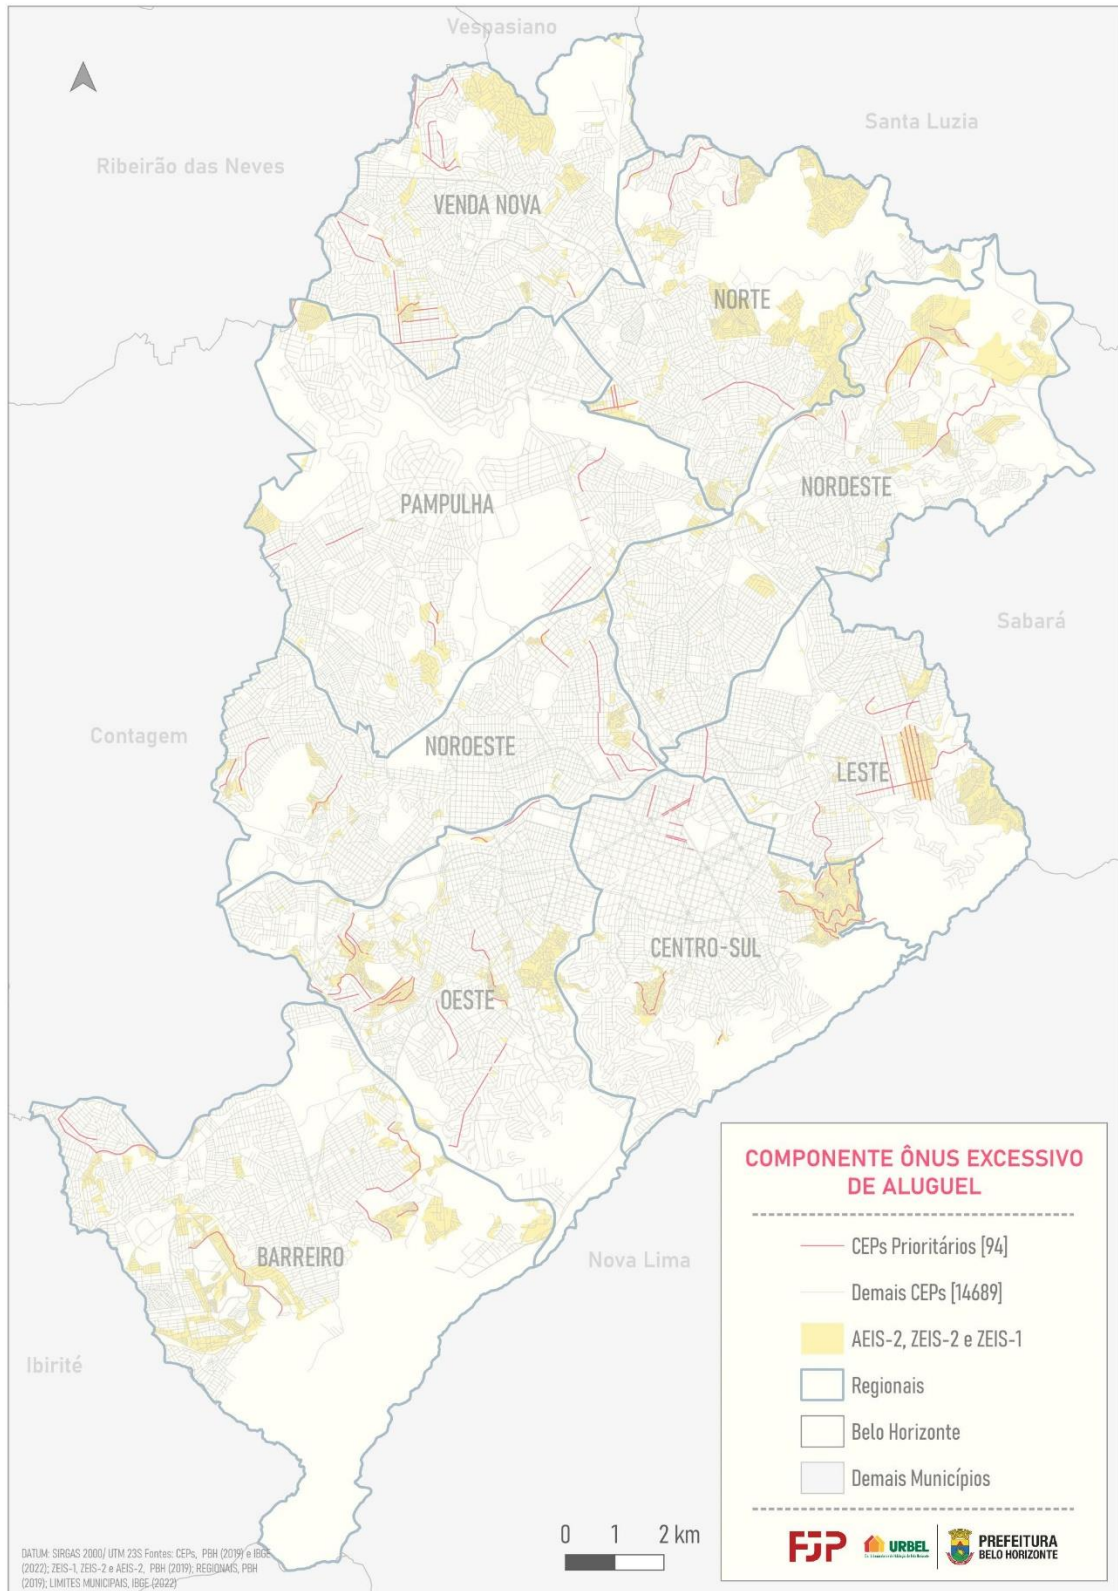 Vespasiano
Santa Luzia
Ribeirão das Neves
VENDA NOVA
NORTE
PAMPULHA
NORDESTE
Sabará
Contagem
NOROESTE
LESTE
CENTRO-SUL
OESTE
BARREIRO
Nova Lima
Ibirité
COMPONENTE ÔNUS EXCESSIVO
DE ALUGUEL
CEPs Prioritários [94]
Demais CEPs [14689]
AEIS-2, ZEIS-2 e ZEIS-1
Regionais
Belo Horizonte
Demais Municípios
0 1 2 km
FJP
URBEL
PREFEITURA
BELO HORIZONTE
DATUM: SIRGAS 2000/ UTM 23S Fontes: CEPs, PBH (2019) e IBGE
(2022); ZEIS-1, ZEIS-2 e AEIS-2, PBH (2019); REGIONAIS, PBH
(2019); LIMITES MUNICIPAIS, IBGE (2022)